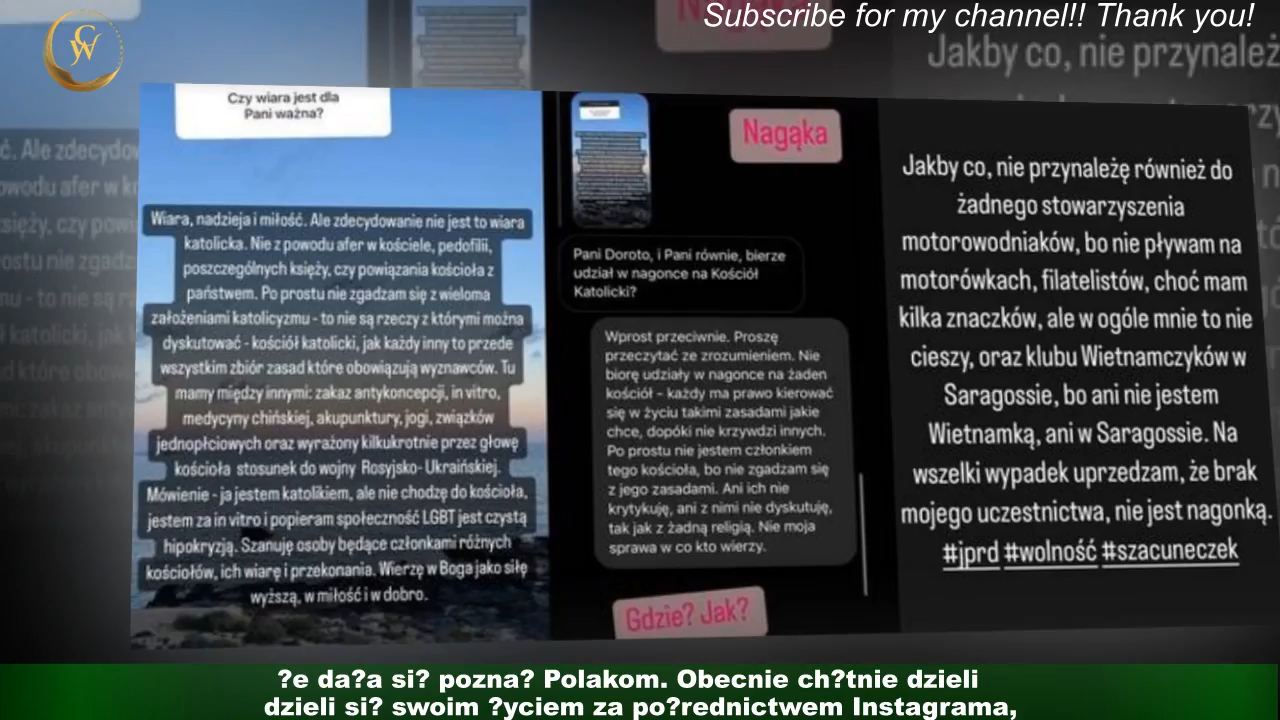 Subscribe for my channel!! Thank you!
Jakby co, nie przynależ
Czy wiara jest dla
Pani ważna?
Wiara, nadzieja i miłość. Ale zdecydowanie nie jest to wiara
katolicka. Nie z powodu afer w kościele, pedofilii,
poszczególnych księży, czy powiązania kościoła z
państwem. Po prostu nie zgadzam się z wieloma
założeniami katolicyzmu - to nie są rzeczy z którymi można
dyskutować - kościół katolicki, jak każdy inny to przede
wszystkim zbiór zasad które obowiązują wyznawców. Tu
mamy między innymi: zakaz antykoncepcji, in vitro,
medycyny chińskiej, akupunktury, jogi, związków
jednopłciowych oraz wyrażony kilkukrotnie przez głowę
kościoła stosunek do wojny Rosyjsko- Ukraińskiej.
Mówienie - ja jestem katolikiem, ale nie chodzę do kościoła,
jestem za in vitro i popieram społeczność LGBT jest czystą
hipokryzją. Szanuję osoby będące członkami różnych
kościołów, ich wiarę i przekonania. Wierzę w Boga jako siłę
wyższą, w miłość i w dobro.
Nagąka
Pani Doroto, i Pani równie, bierze
udział w nagonce na Kościół
Katolicki?
Wprost przeciwnie. Proszę
przeczytać ze zrozumieniem. Nie
biorę udziały w nagonce na żaden
kościół - każdy ma prawo kierować
się w życiu takimi zasadami jakie
chce, dopóki nie krzywdzi innych.
Po prostu nie jestem członkiem
tego kościoła, bo nie zgadzam się
z jego zasadami. Ani ich nie
krytykuję, ani z nimi nie dyskutuję,
tak jak z żadną religią. Nie moja
sprawa w co kto wierzy.
Gdzie? Jak?
Jakby co, nie przynależę również do
żadnego stowarzyszenia
motorowodniaków, bo nie pływam na
motorówkach, filatelistów, choć mam
kilka znaczków, ale w ogóle mnie to nie
cieszy, oraz klubu Wietnamczyków w
Saragossie, bo ani nie jestem
Wietnamką, ani w Saragossie. Na
wszelki wypadek uprzedzam, że brak
mojego uczestnictwa, nie jest nagonką.
#jprd #wolność #szacuneczek
?e da?a si? pozna? Polakom. Obecnie ch?tnie dzieli
dzieli si? swoim ?yciem za po?rednictwem Instagrama,